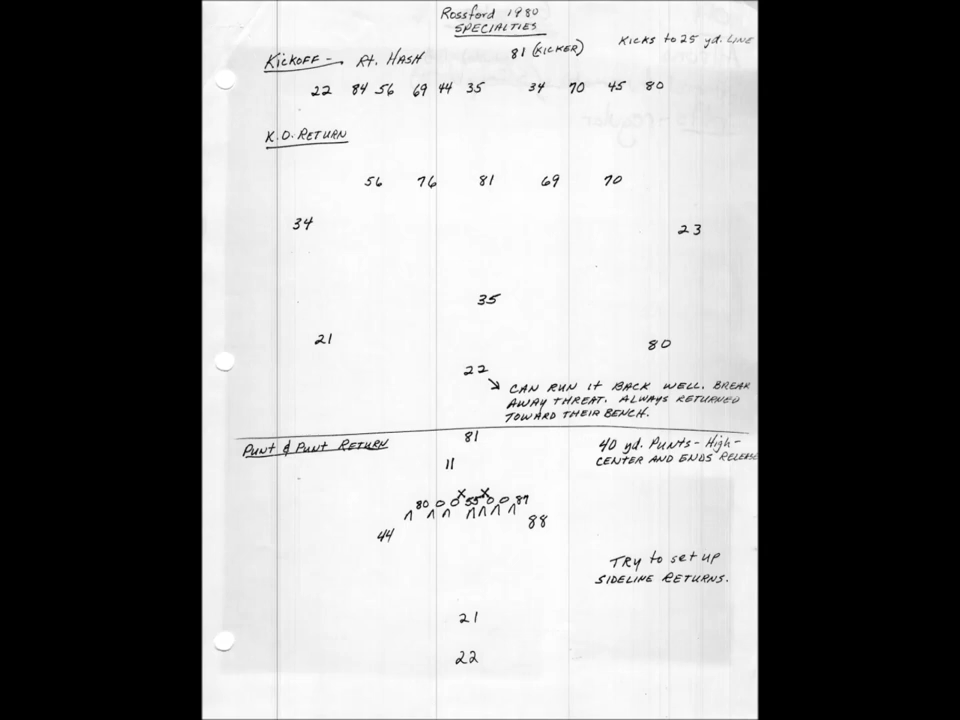 Rossford 1980
SPECIALTIES
KICKOFF - Rt. HASH
81 (KICKER)
KICKS to 25 yd. LINE
22 84 56 69 44 35 34 70 45 80
K.O. RETURN
56 76 81 69 70
34 23
35
21 80
22
CAN RUN IT BACK WELL. BREAK
AWAY THREAT. ALWAYS RETURNED
TOWARD THEIR BENCH.
PUNT & PUNT RETURN
81
40 yd. PUNTS - High -
CENTER AND ENDS RELEASE
11
X X
80 O O 55 O O 87
44 88
TRY to set up
SIDELINE RETURNS.
21
22